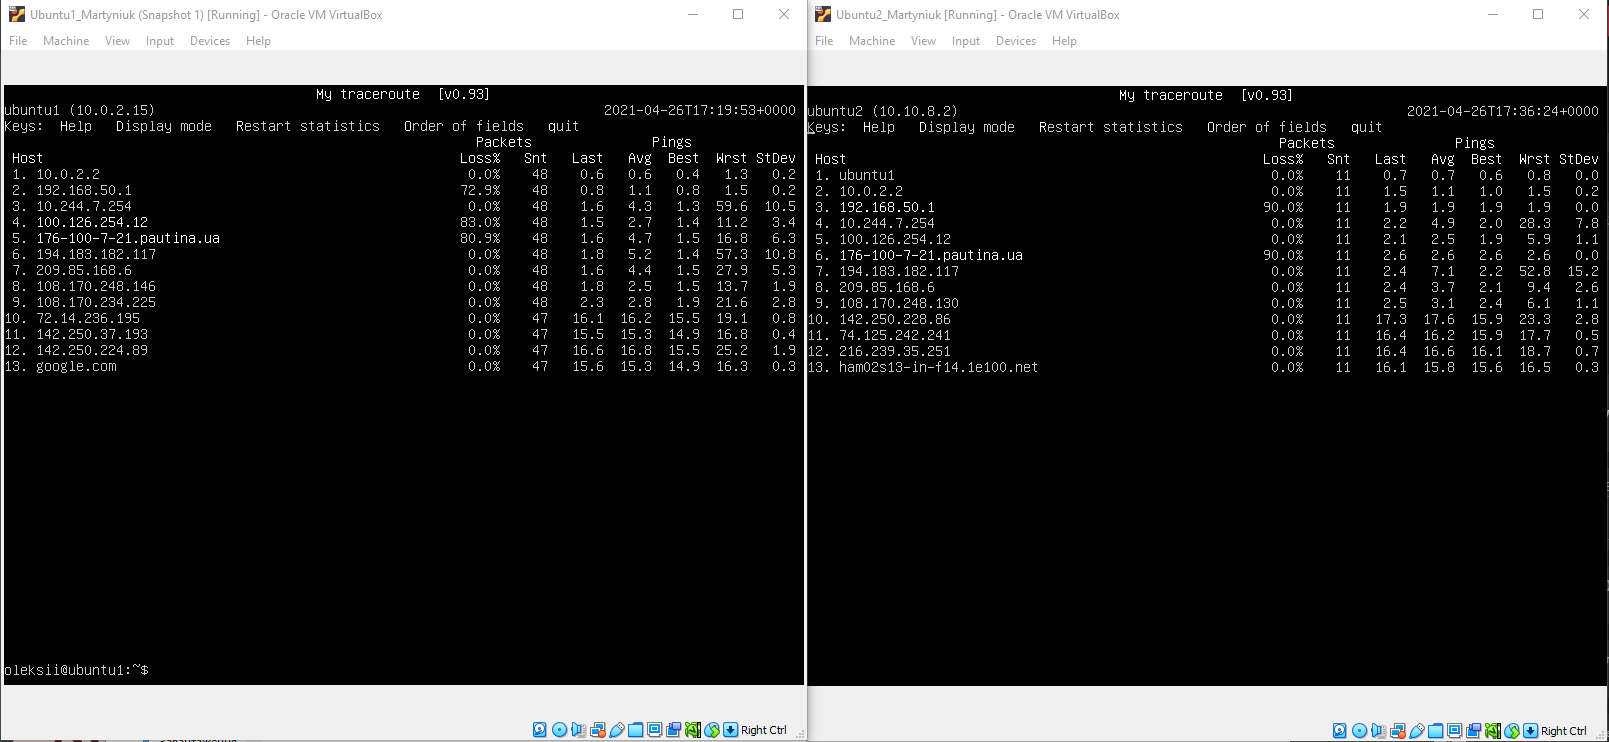 Ubuntu1_Martyniuk (Snapshot 1) [Running] - Oracle VM VirtualBox
File Machine View Input Devices Help
My traceroute [v0.93]
ubuntu1 (10.0.2.15) 2021-04-26T17:19:53+0000
Keys: Help Display mode Restart statistics Order of fields quit
Packets Pings
Host Loss% Snt Last Avg Best Wrst StDev
1. 10.0.2.2 0.0% 48 0.6 0.6 0.4 1.3 0.2
2. 192.168.50.1 72.9% 48 0.8 1.1 0.8 1.5 0.2
3. 10.244.7.254 0.0% 48 1.6 4.3 1.3 59.6 10.5
4. 100.126.254.12 83.0% 48 1.5 2.7 1.4 11.2 3.4
5. 176-100-7-21.pautina.ua 80.9% 48 1.6 4.7 1.5 16.8 6.3
6. 194.183.182.117 0.0% 48 1.8 5.2 1.4 57.3 10.8
7. 209.85.168.6 0.0% 48 1.6 4.4 1.5 27.9 5.3
8. 108.170.248.146 0.0% 48 1.8 2.5 1.5 13.7 1.9
9. 108.170.234.225 0.0% 48 2.3 2.8 1.9 21.6 2.8
10. 72.14.236.195 0.0% 47 16.1 16.2 15.5 19.1 0.8
11. 142.250.37.193 0.0% 47 15.5 15.3 14.9 16.8 0.4
12. 142.250.224.89 0.0% 47 16.6 16.8 15.5 25.2 1.9
13. google.com 0.0% 47 15.6 15.3 14.9 16.3 0.3
oleksii@ubuntu1:~$
Right Ctrl
Ubuntu2_Martyniuk [Running] - Oracle VM VirtualBox
File Machine View Input Devices Help
My traceroute [v0.93]
ubuntu2 (10.10.8.2) 2021-04-26T17:36:24+0000
Keys: Help Display mode Restart statistics Order of fields quit
Packets Pings
Host Loss% Snt Last Avg Best Wrst StDev
1. ubuntu1 0.0% 11 0.7 0.7 0.6 0.8 0.0
2. 10.0.2.2 0.0% 11 1.5 1.1 1.0 1.5 0.2
3. 192.168.50.1 90.0% 11 1.9 1.9 1.9 1.9 0.0
4. 10.244.7.254 0.0% 11 2.2 4.9 2.0 28.3 7.8
5. 100.126.254.12 0.0% 11 2.1 2.5 1.9 5.9 1.1
6. 176-100-7-21.pautina.ua 90.0% 11 2.6 2.6 2.6 2.6 0.0
7. 194.183.182.117 0.0% 11 2.4 7.1 2.2 52.8 15.2
8. 209.85.168.6 0.0% 11 2.4 3.7 2.1 9.4 2.6
9. 108.170.248.130 0.0% 11 2.5 3.1 2.4 6.1 1.1
10. 142.250.228.86 0.0% 11 17.3 17.6 15.9 23.3 2.8
11. 74.125.242.241 0.0% 11 16.4 16.2 15.9 17.7 0.5
12. 216.239.35.251 0.0% 11 16.4 16.6 16.1 18.7 0.7
13. ham02s13-in-f14.1e100.net 0.0% 11 16.1 15.8 15.6 16.5 0.3
Right Ctrl